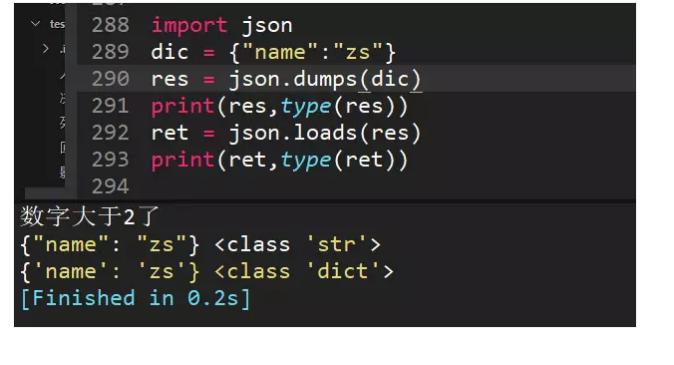 tes
288 import json
289 dic = {"name":"zs"}
290 res = json.dumps(dic)
291 print(res,type(res))
292 ret = json.loads(res)
293 print(ret,type(ret))
294
数字大于2了
{"name": "zs"} <class 'str'>
{'name': 'zs'} <class 'dict'>
[Finished in 0.2s]